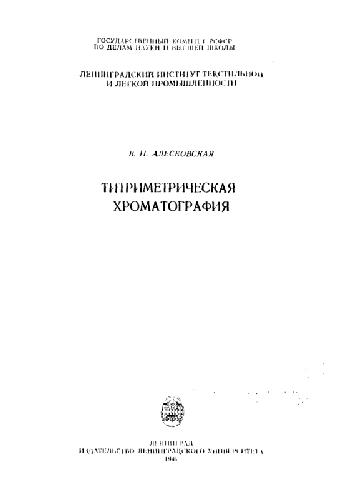 ГОСУДАРСТВЕННЫЙ КОМИТЕТ РСФСР
ПО ДЕЛАМ НАУКИ И ВЫСШЕЙ ШКОЛЫ
ЛЕНИНГРАДСКИЙ ИНСТИТУТ ТЕКСТИЛЬНОЙ
И ЛЕГКОЙ ПРОМЫШЛЕННОСТИ
В. Н. АЛЕСКОВСКАЯ
ТИТРИМЕТРИЧЕСКАЯ
ХРОМАТОГРАФИЯ
ЛЕНИНГРАД
ИЗДАТЕЛЬСТВО ЛЕНИНГРАДСКОГО УНИВЕРСИТЕТА